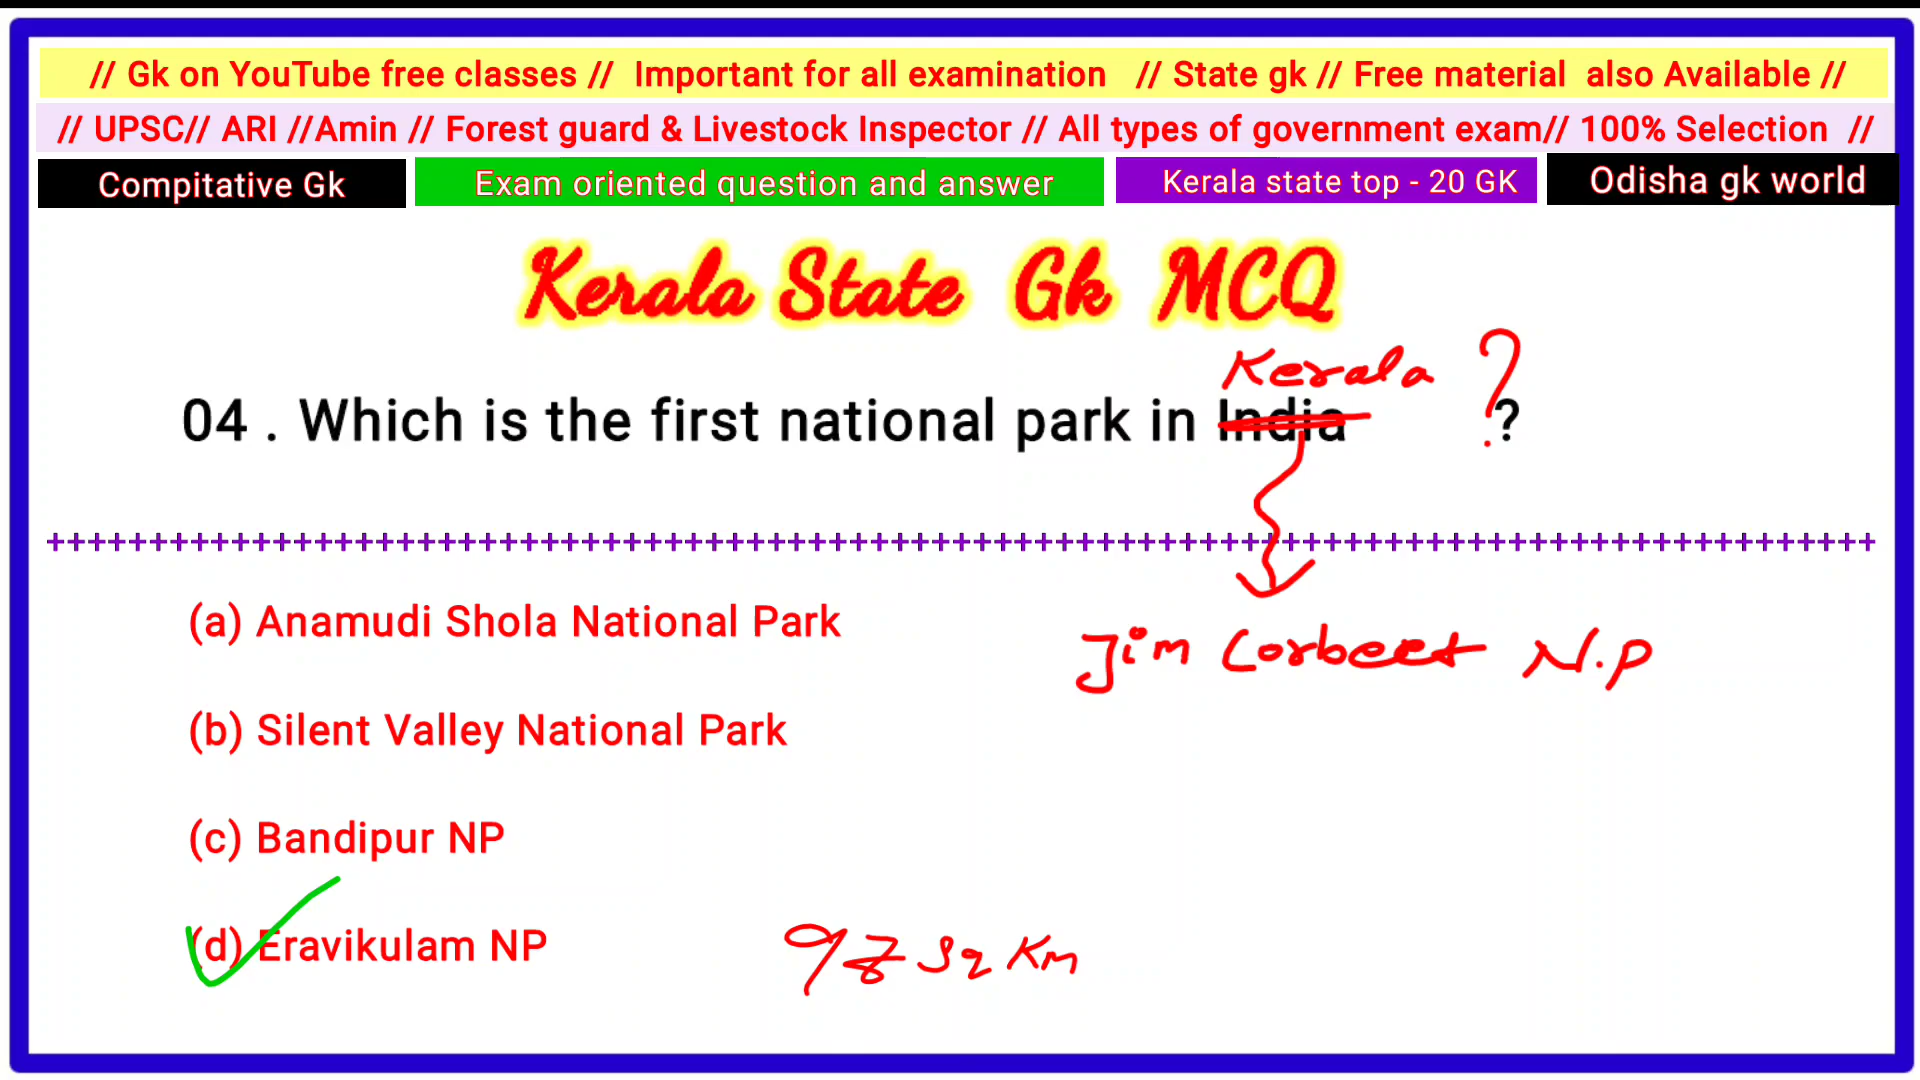 // Gk on YouTube free classes // Important for all examination // State gk // Free material also Available //
// UPSC// ARI //Amin // Forest guard & Livestock Inspector // All types of government exam// 100% Selection //
Compitative Gk Exam oriented question and answer Kerala state top - 20 GK Odisha gk world
Kerala State Gk MCQ
Kerala ?
04 . Which is the first national park in India ?
++++++++++++++++++++++++++++++++++++++++++++++++++++++++++++++++++++++++++++++++++++++++
(a) Anamudi Shola National Park
Jim Corbeet N.P
(b) Silent Valley National Park
(c) Bandipur NP
(d) Eravikulam NP
Sq Km